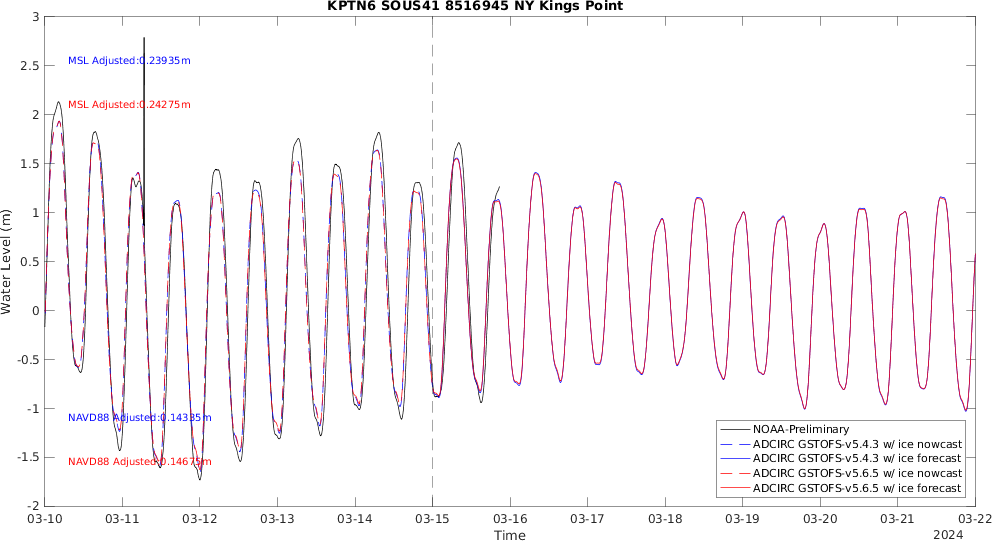 KPTN6 SOUS41 8516945 NY Kings Point
3
2.5
2
1.5
1
0.5
0
-0.5
-1
-1.5
-2
Water Level (m)
MSL Adjusted:0.23935m
MSL Adjusted:0.24275m
NAVD88 Adjusted:0.14335m
NAVD88 Adjusted:0.14675m
NOAA-Preliminary
ADCIRC GSTOFS-v5.4.3 w/ ice nowcast
ADCIRC GSTOFS-v5.4.3 w/ ice forecast
ADCIRC GSTOFS-v5.6.5 w/ ice nowcast
ADCIRC GSTOFS-v5.6.5 w/ ice forecast
03-10 03-11 03-12 03-13 03-14 03-15 03-16 03-17 03-18 03-19 03-20 03-21 03-22
Time
2024